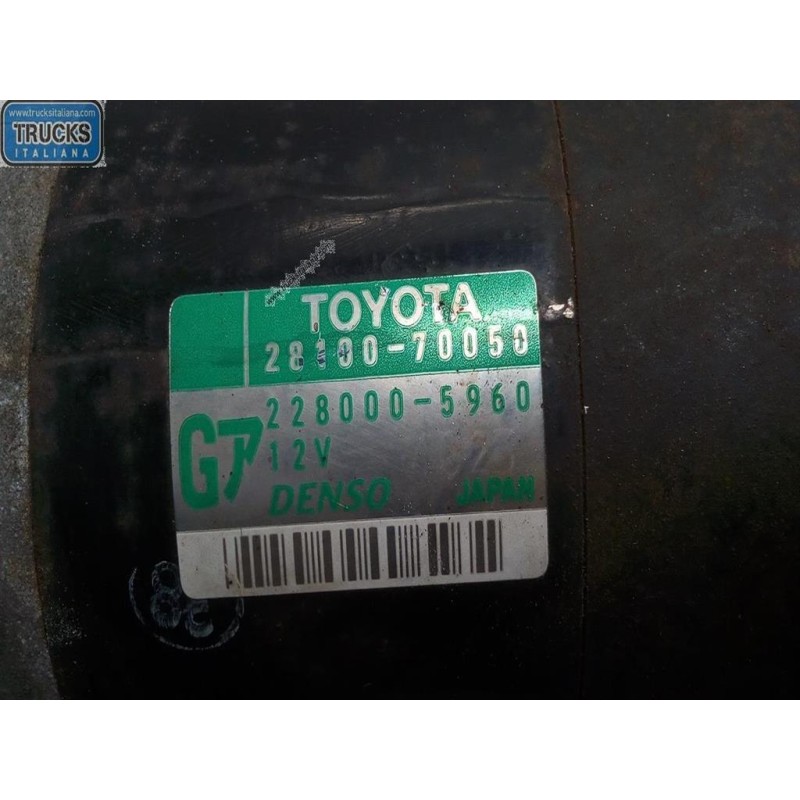 www.trucksitaliana.com
TRUCKS
ITALIANA
TOYOTA
28100-70050
228000-5960
G7
12V
DENSO JAPAN